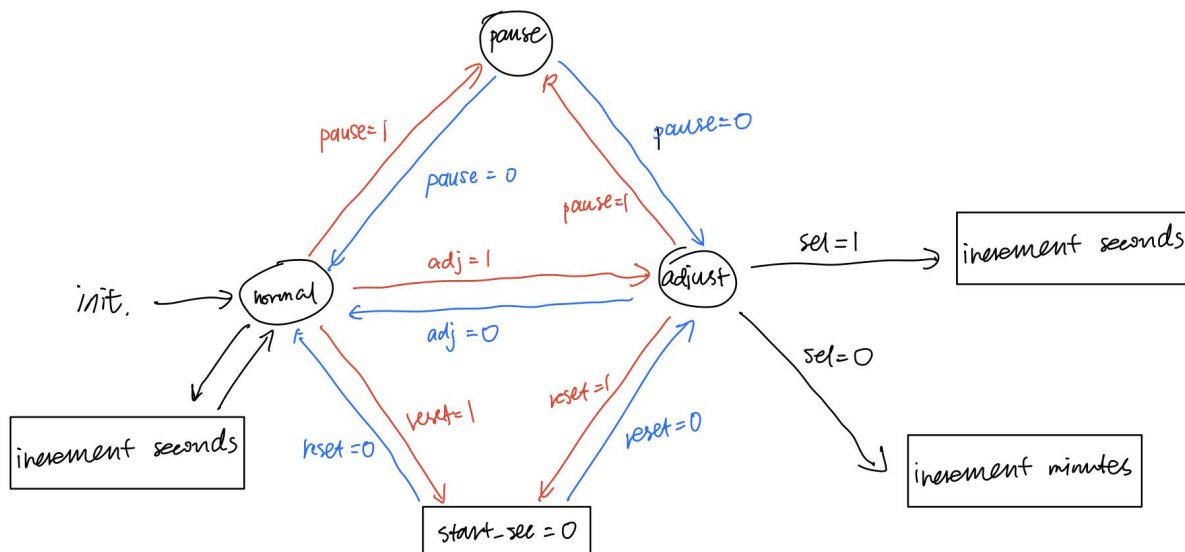 pause
pause=1
pause=0
pause = 0
pause=1
sel=1
increment seconds
adj=1
init.
normal
adjust
adj=0
sel=0
reset=1
reset=1
increment seconds
reset=0
reset=0
increment minutes
start_sec = 0